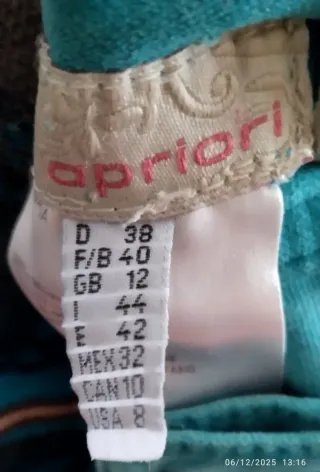 apriori
D 38
F/B 40
GB 12
I 44
E 42
MEX 32
CAN 10
USA 8
06/12/2025 13:16